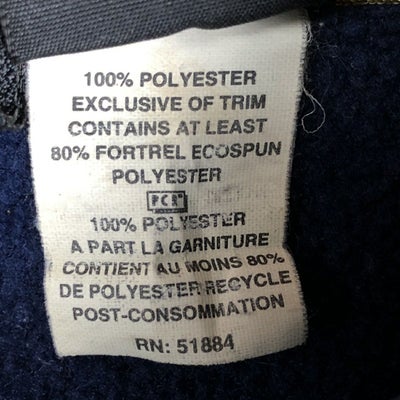 100% POLYESTER
EXCLUSIVE OF TRIM
CONTAINS AT LEAST
80% FORTREL ECOSPUN
POLYESTER
PCR
100% POLYESTER
A PART LA GARNITURE
CONTIENT AU MOINS 80%
DE POLYESTER RECYCLE
POST-CONSOMMATION
RN: 51884